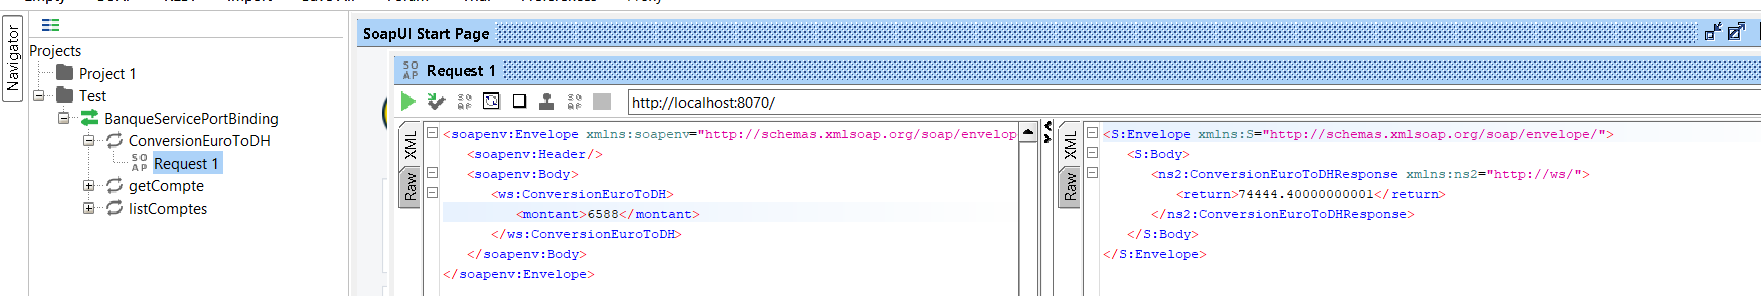 Navigator
Projects
Project 1
Test
BanqueServicePortBinding
ConversionEuroToDH
SOAP Request 1
getCompte
listComptes
SoapUI Start Page
SOAP Request 1
http://localhost:8070/
XML
Raw
<soapenv:Envelope xmlns:soapenv="http://schemas.xmlsoap.org/soap/envelop
<soapenv:Header/>
<soapenv:Body>
<ws:ConversionEuroToDH>
<montant>6588</montant>
</ws:ConversionEuroToDH>
</soapenv:Body>
</soapenv:Envelope>
XML
Raw
<S:Envelope xmlns:S="http://schemas.xmlsoap.org/soap/envelope/">
<S:Body>
<ns2:ConversionEuroToDHResponse xmlns:ns2="http://ws/">
<return>74444.40000000001</return>
</ns2:ConversionEuroToDHResponse>
</S:Body>
</S:Envelope>